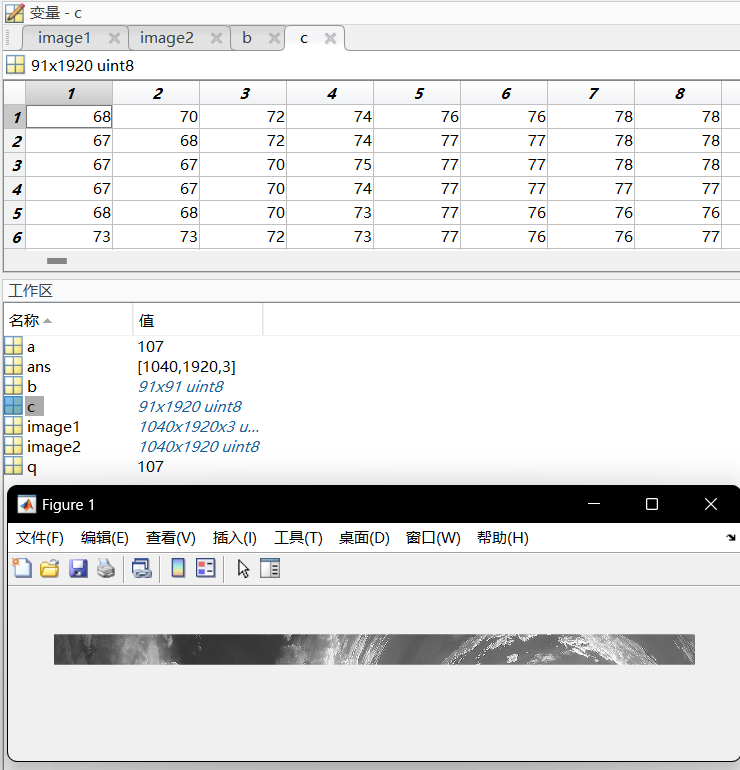 变量 - c
image1 image2 b c
91x1920 uint8
1 2 3 4 5 6 7 8
1 68 70 72 74 76 76 78 78
2 67 68 72 74 77 77 78 78
3 67 67 70 75 77 77 78 78
4 67 67 70 74 77 77 77 77
5 68 68 70 73 77 76 76 76
6 73 73 72 73 77 76 76 77
工作区
名称 值
a 107
ans [1040,1920,3]
b 91x91 uint8
c 91x1920 uint8
image1 1040x1920x3 u...
image2 1040x1920 uint8
q 107
Figure 1
文件(F) 编辑(E) 查看(V) 插入(I) 工具(T) 桌面(D) 窗口(W) 帮助(H)